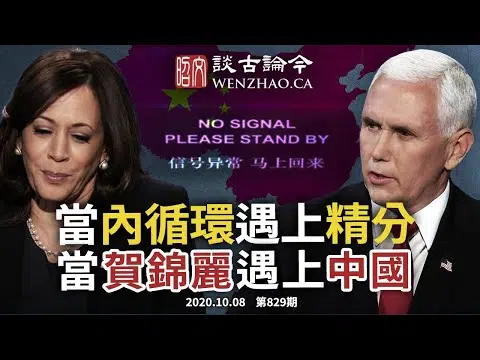 文昭 談古論今
WENZHAO.CA
NO SIGNAL
PLEASE STAND BY
信号异常 马上回来
當內循環遇上精分
當賀錦麗遇上中國
2020.10.08 第829期